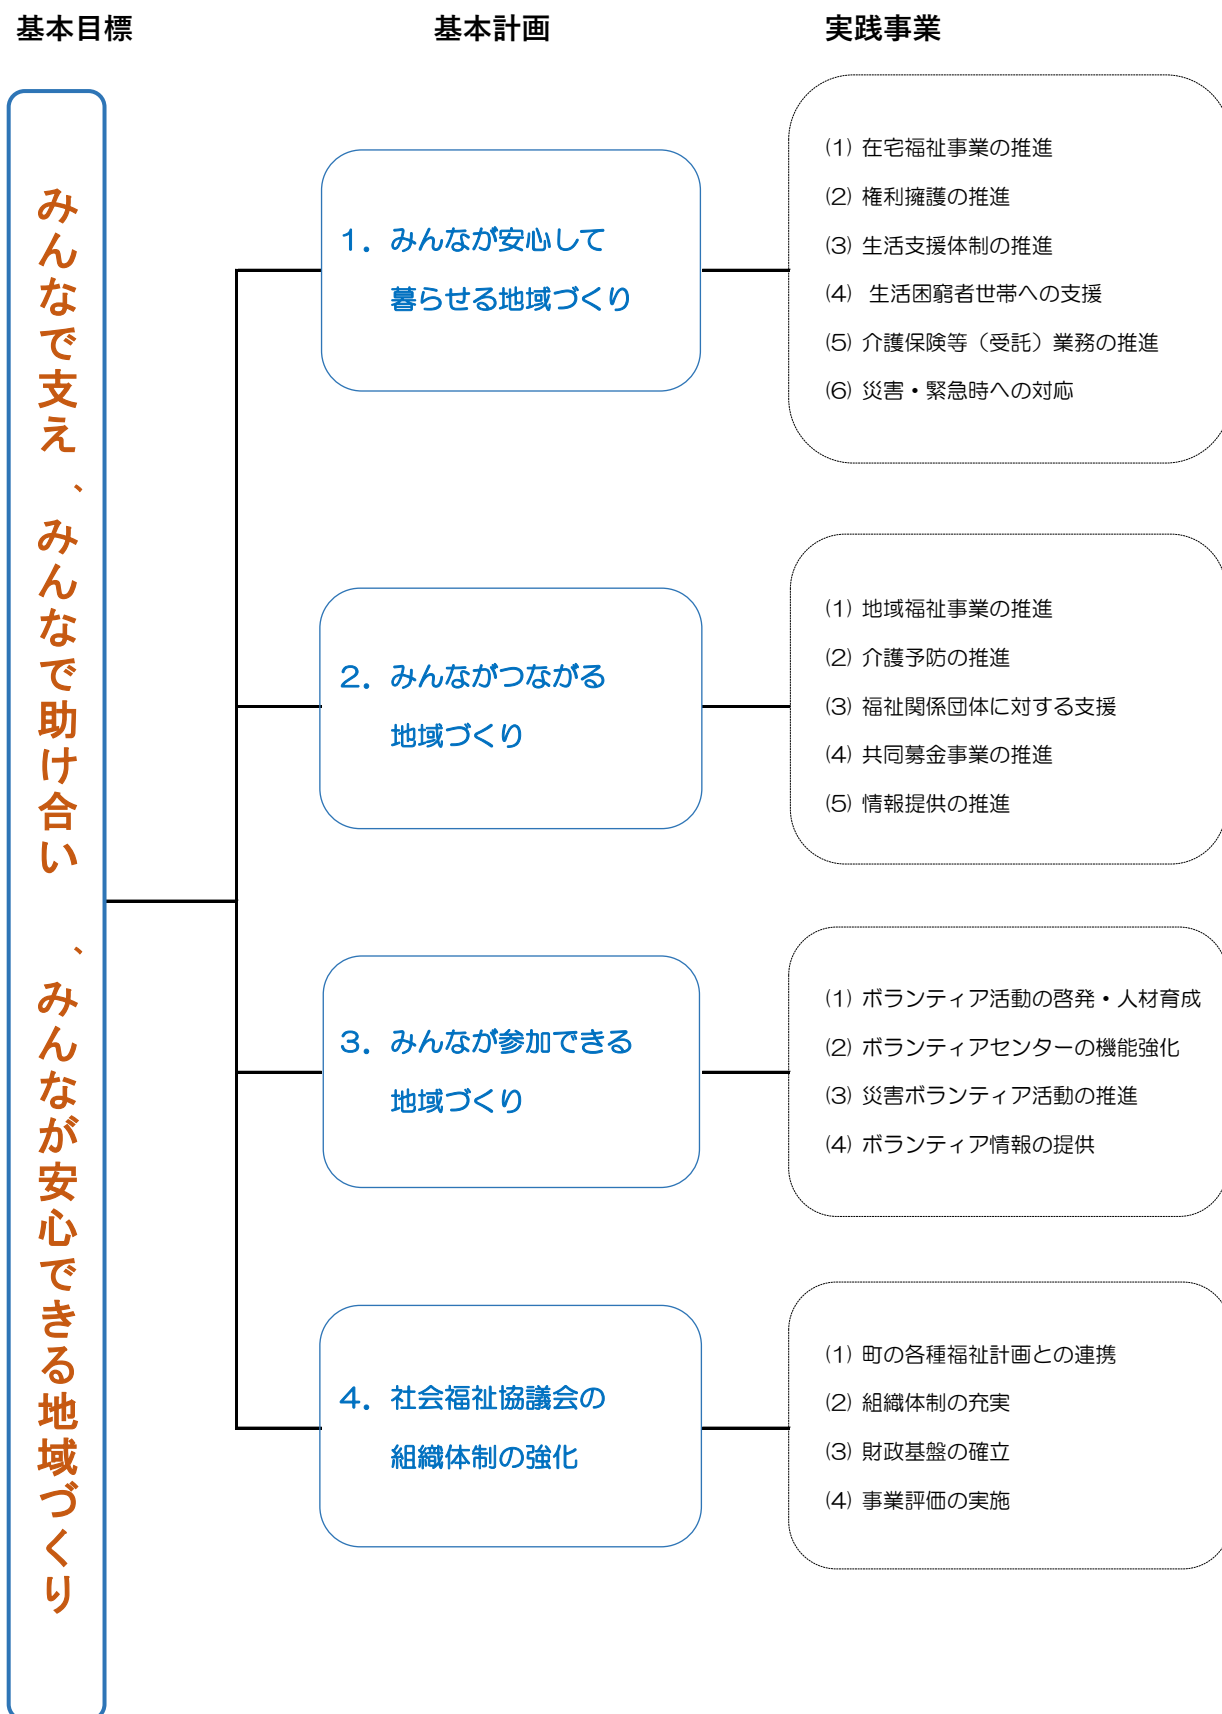 基本目標
基本計画
実践事業
みんなで支え、みんなで助け合い、みんなが安心できる地域づくり
1．みんなが安心して
暮らせる地域づくり
(1) 在宅福祉事業の推進
(2) 権利擁護の推進
(3) 生活支援体制の推進
(4) 生活困窮者世帯への支援
(5) 介護保険等（受託）業務の推進
(6) 災害・緊急時への対応
2．みんながつながる
地域づくり
(1) 地域福祉事業の推進
(2) 介護予防の推進
(3) 福祉関係団体に対する支援
(4) 共同募金事業の推進
(5) 情報提供の推進
3．みんなが参加できる
地域づくり
(1) ボランティア活動の啓発・人材育成
(2) ボランティアセンターの機能強化
(3) 災害ボランティア活動の推進
(4) ボランティア情報の提供
4．社会福祉協議会の
組織体制の強化
(1) 町の各種福祉計画との連携
(2) 組織体制の充実
(3) 財政基盤の確立
(4) 事業評価の実施